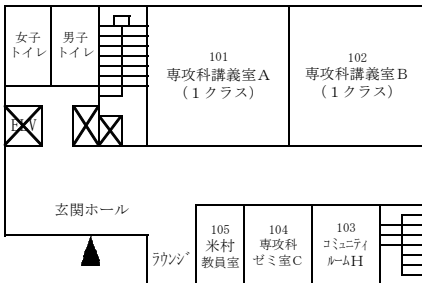 女子
トイレ
男子
トイレ
101
専攻科講義室A
(1クラス)
102
専攻科講義室B
(1クラス)
ELV
玄関ホール
ﾗｳﾝｼﾞ
105
米村
教員室
104
専攻科
ゼミ室C
103
ｺﾐｭﾆﾃｨ
ﾙｰﾑH